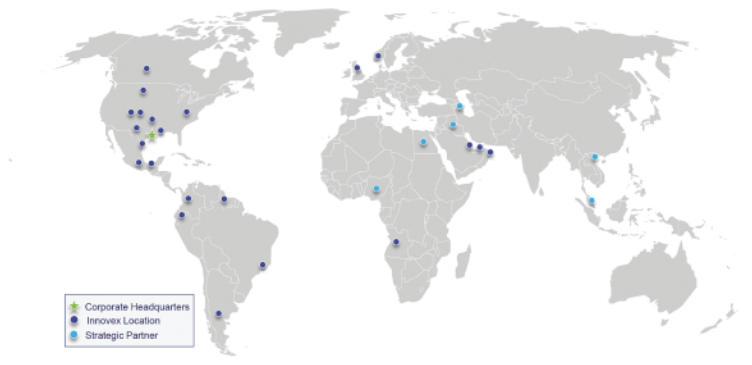 Corporate Headquarters
Innovex Location
Strategic Partner